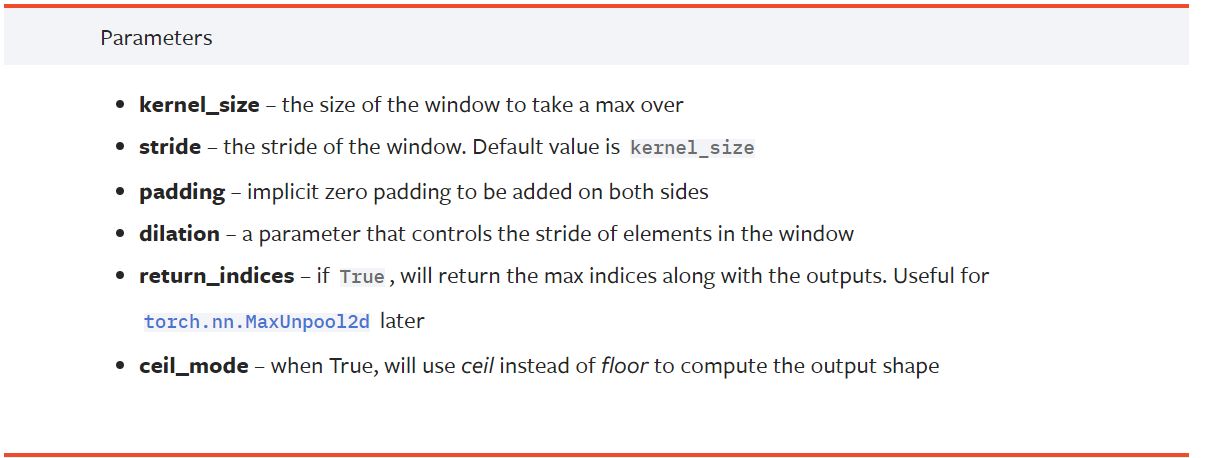 Parameters
• kernel_size – the size of the window to take a max over
• stride – the stride of the window. Default value is kernel_size
• padding – implicit zero padding to be added on both sides
• dilation – a parameter that controls the stride of elements in the window
• return_indices – if True, will return the max indices along with the outputs. Useful for
torch.nn.MaxUnpool2d later
• ceil_mode – when True, will use ceil instead of floor to compute the output shape